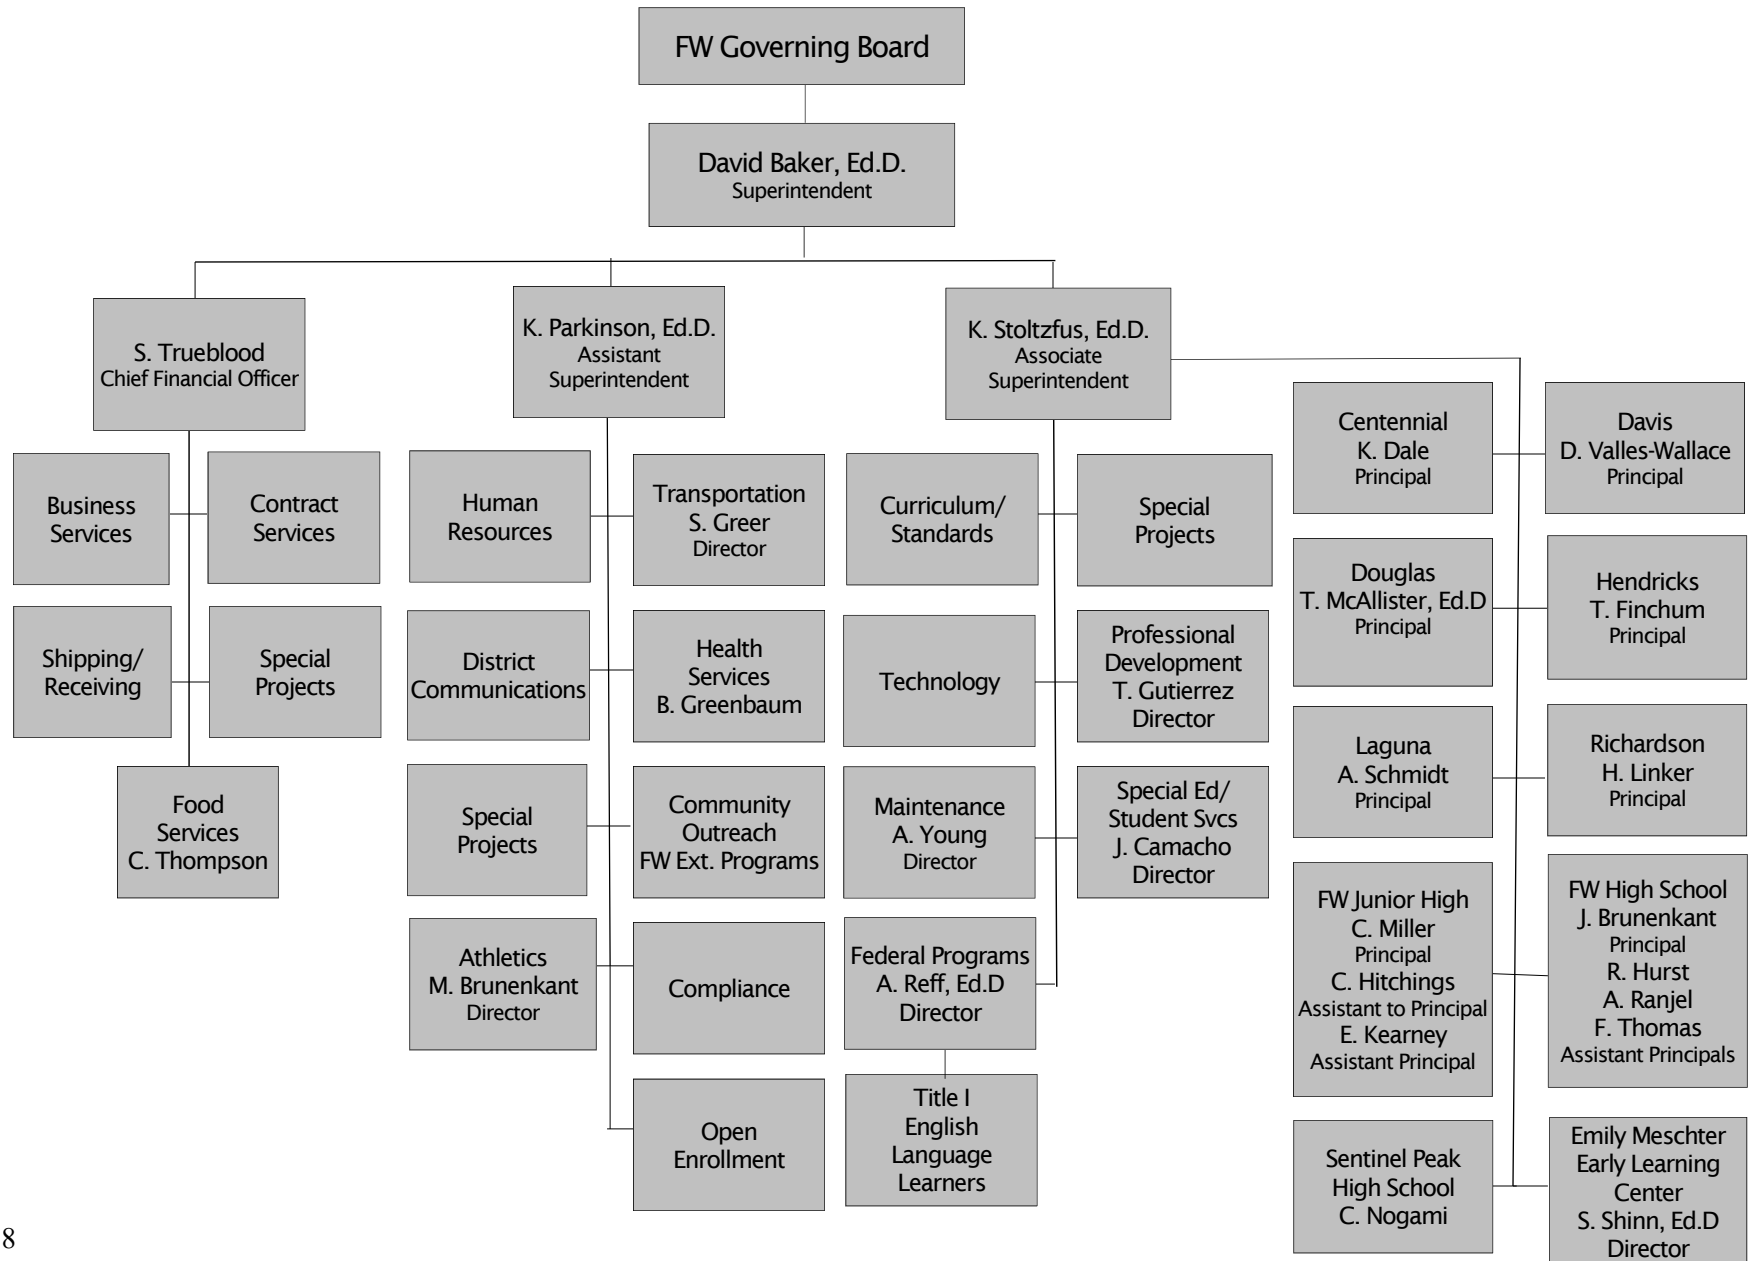 FW Governing Board
David Baker, Ed.D.
Superintendent
S. Trueblood
Chief Financial Officer
K. Parkinson, Ed.D.
Assistant
Superintendent
K. Stoltzfus, Ed.D.
Associate
Superintendent
Business
Services
Contract
Services
Shipping/
Receiving
Special
Projects
Food
Services
C. Thompson
Human
Resources
Transportation
S. Greer
Director
District
Communications
Health
Services
B. Greenbaum
Special
Projects
Community
Outreach
FW Ext. Programs
Athletics
M. Brunenkant
Director
Compliance
Open
Enrollment
Curriculum/
Standards
Special
Projects
Technology
Professional
Development
T. Gutierrez
Director
Maintenance
A. Young
Director
Special Ed/
Student Svcs
J. Camacho
Director
Federal Programs
A. Reff, Ed.D
Director
Title I
English
Language
Learners
Centennial
K. Dale
Principal
Davis
D. Valles-Wallace
Principal
Douglas
T. McAllister, Ed.D
Principal
Hendricks
T. Finchum
Principal
Laguna
A. Schmidt
Principal
Richardson
H. Linker
Principal
FW Junior High
C. Miller
Principal
C. Hitchings
Assistant to Principal
E. Kearney
Assistant Principal
FW High School
J. Brunenkant
Principal
R. Hurst
A. Ranjel
F. Thomas
Assistant Principals
Sentinel Peak
High School
C. Nogami
Emily Meschter
Early Learning
Center
S. Shinn, Ed.D
Director
8